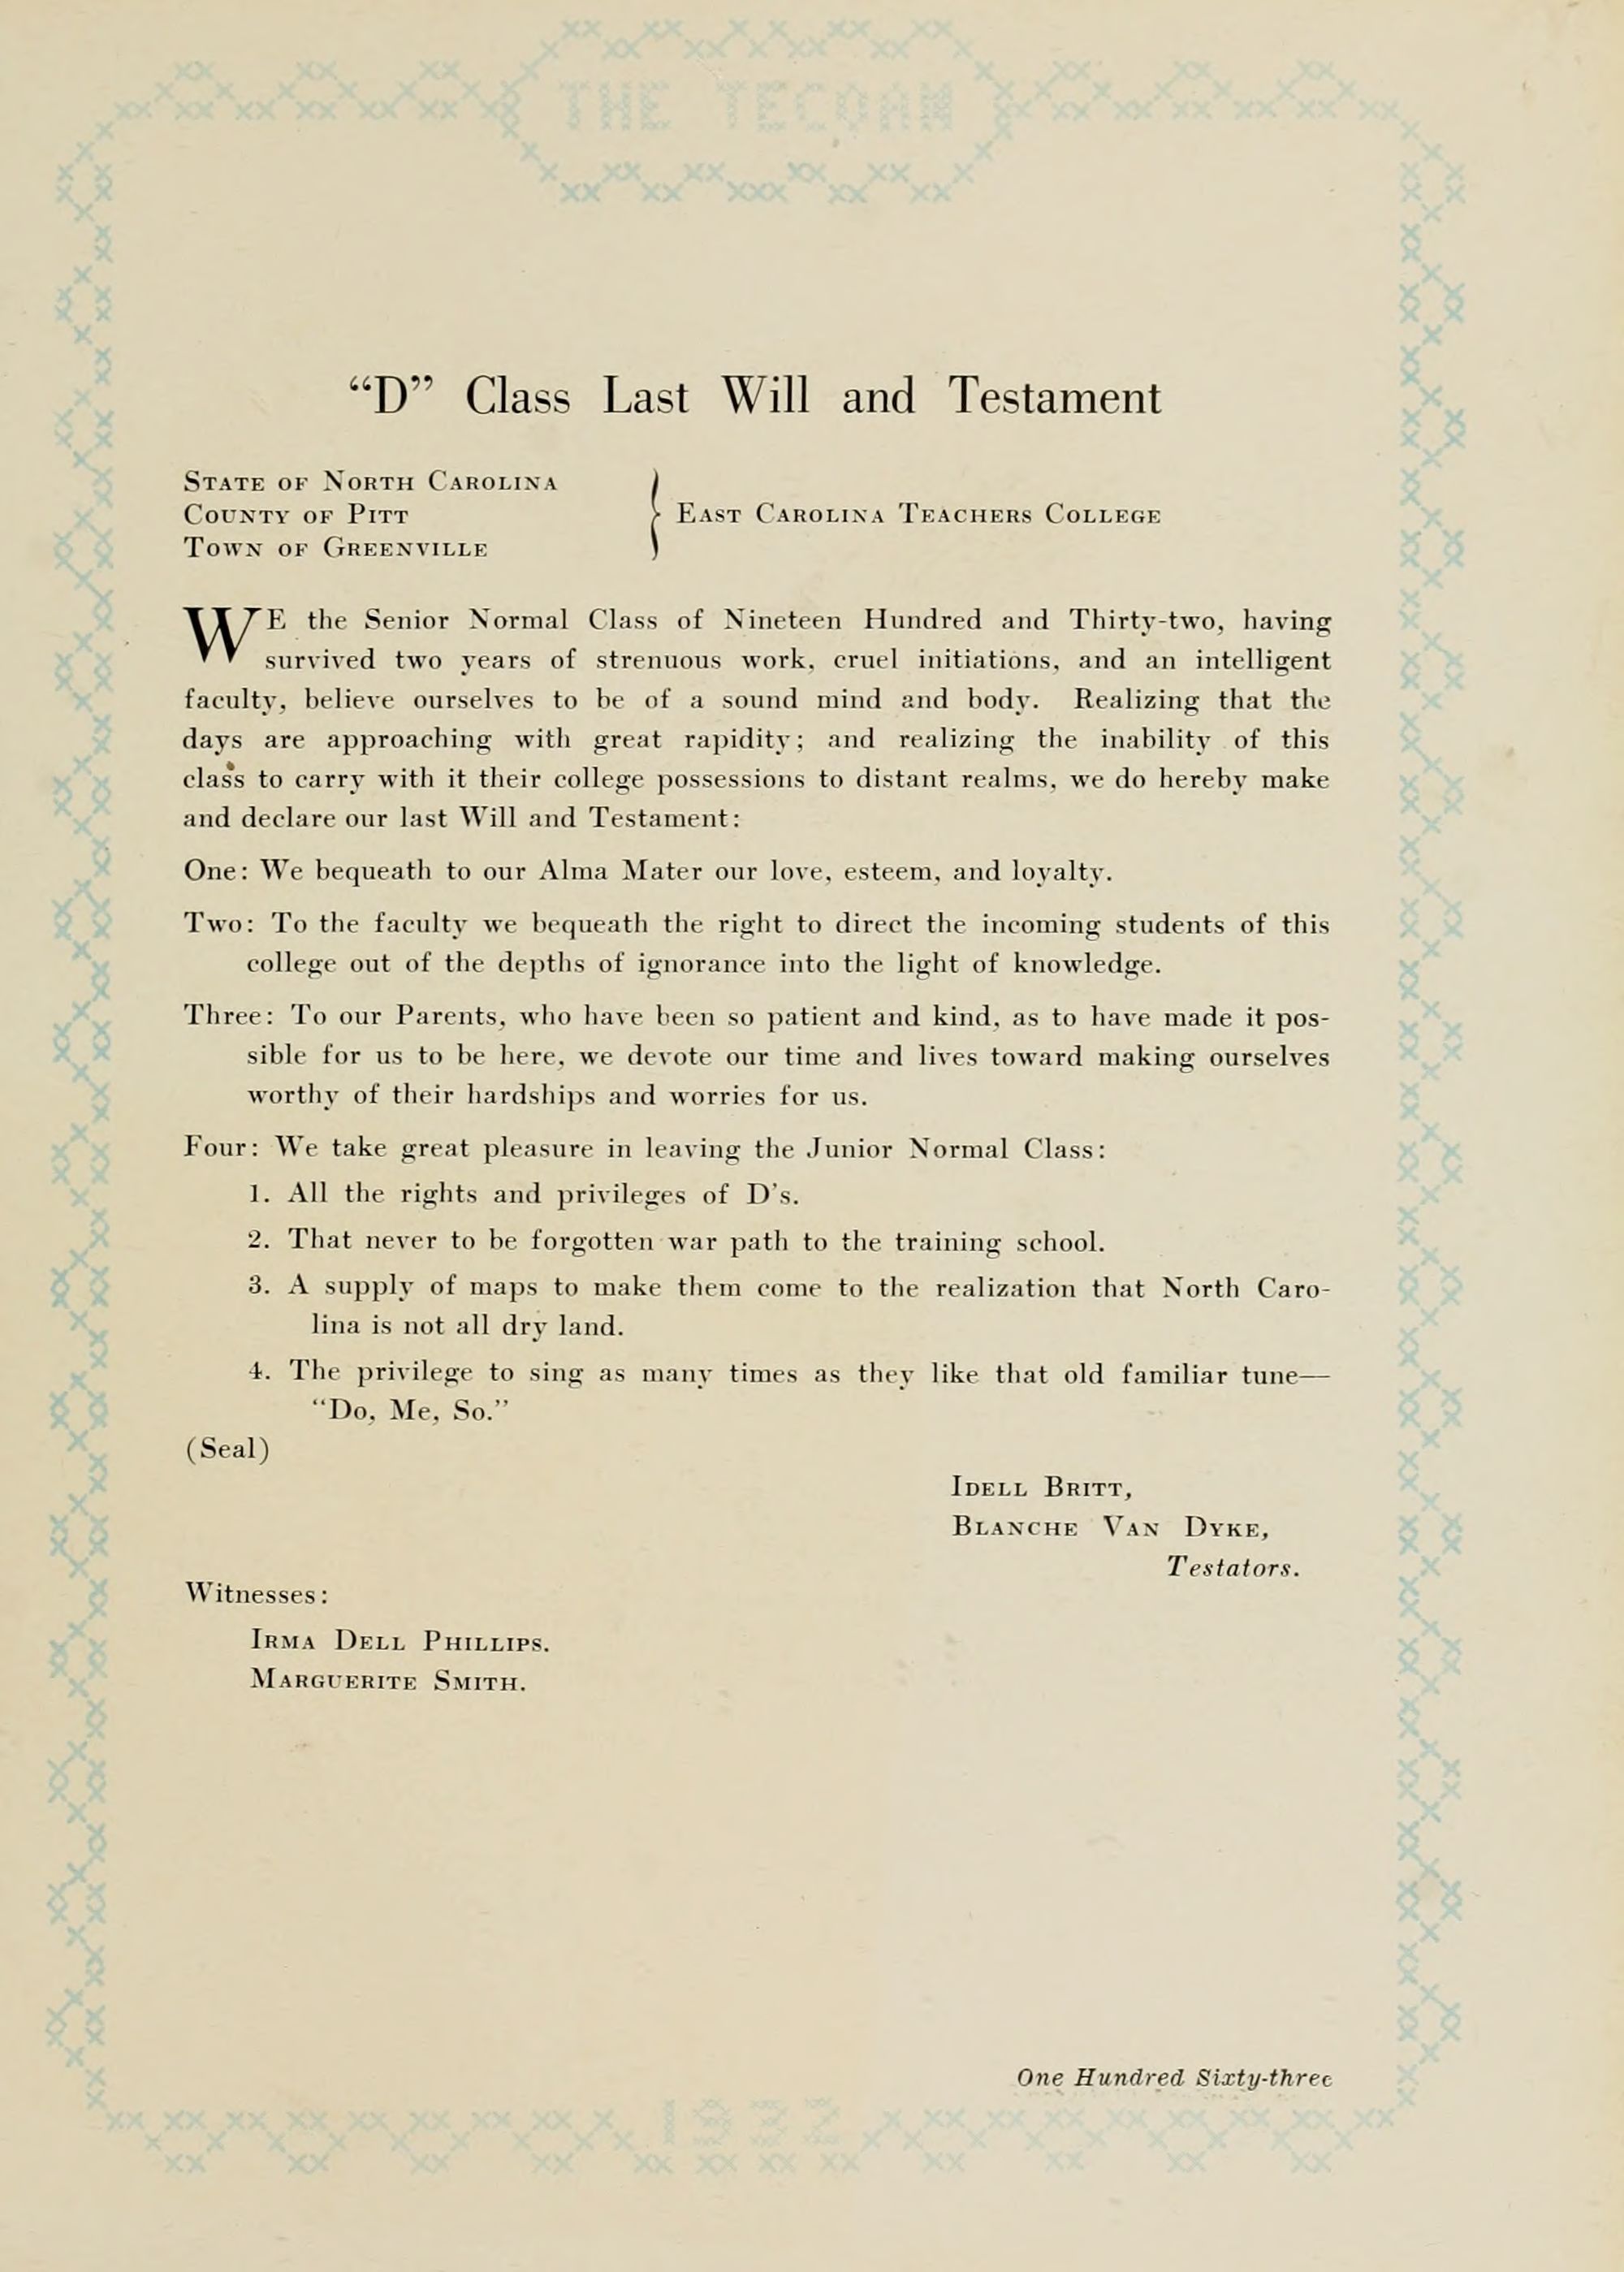 THE TECOAN
“D” Class Last Will and Testament
STATE OF NORTH CAROLINA
COUNTY OF PITT
TOWN OF GREENVILLE
EAST CAROLINA TEACHERS COLLEGE
WE the Senior Normal Class of Nineteen Hundred and Thirty-two, having
survived two years of strenuous work, cruel initiations, and an intelligent
faculty, believe ourselves to be of a sound mind and body. Realizing that the
days are approaching with great rapidity; and realizing the inability of this
class to carry with it their college possessions to distant realms, we do hereby make
and declare our last Will and Testament:
One: We bequeath to our Alma Mater our love, esteem, and loyalty.
Two: To the faculty we bequeath the right to direct the incoming students of this
college out of the depths of ignorance into the light of knowledge.
Three: To our Parents, who have been so patient and kind, as to have made it pos-
sible for us to be here, we devote our time and lives toward making ourselves
worthy of their hardships and worries for us.
Four: We take great pleasure in leaving the Junior Normal Class:
1. All the rights and privileges of D’s.
2. That never to be forgotten war path to the training school.
3. A supply of maps to make them come to the realization that North Caro-
lina is not all dry land.
4. The privilege to sing as many times as they like that old familiar tune—
“Do, Me, So.”
(Seal)
IDELL BRITT,
BLANCHE VAN DYKE,
Testators.
Witnesses:
IRMA DELL PHILLIPS.
MARGUERITE SMITH.
One Hundred Sixty-three
1932